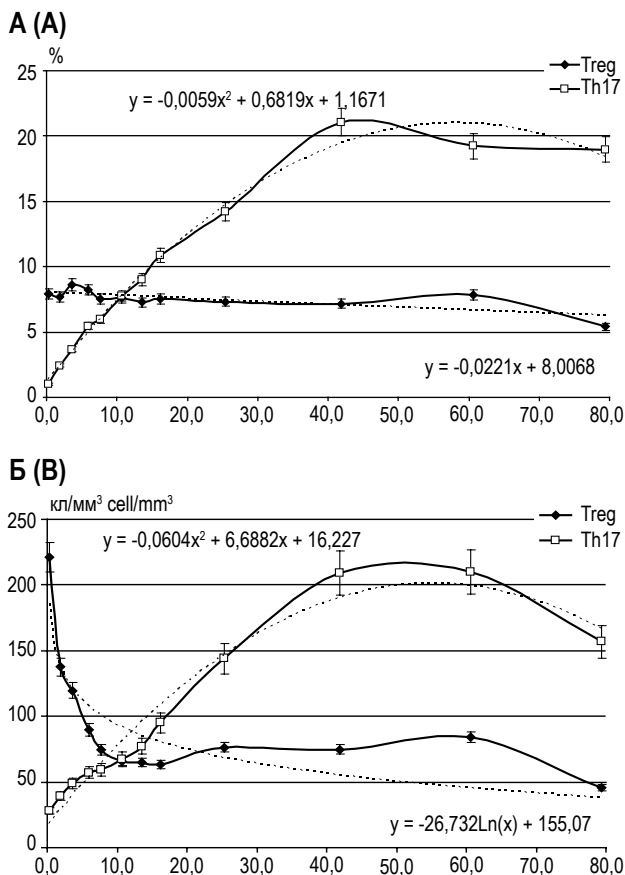 А (A)
%
Treg
Th17
y = -0,0059x² + 0,6819x + 1,1671
25
20
15
10
5
0
y = -0,0221x + 8,0068
0,0 10,0 20,0 30,0 40,0 50,0 60,0 70,0 80,0
Б (B)
кл/мм³ cell/mm³
Treg
Th17
y = -0,0604x² + 6,6882x + 16,227
250
200
150
100
50
0
y = -26,732Ln(x) + 155,07
0,0 10,0 20,0 30,0 40,0 50,0 60,0 70,0 80,0